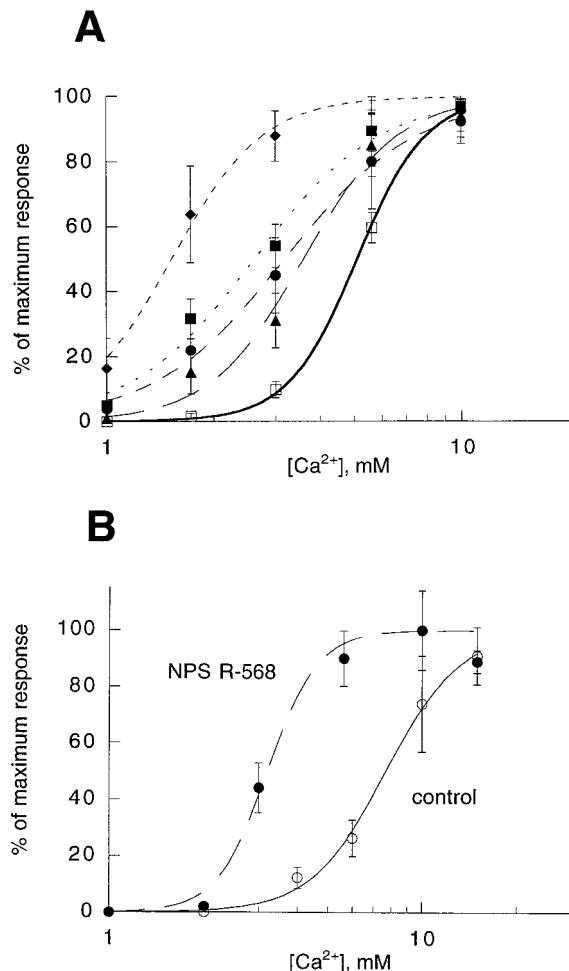 A
% of maximum response
100
80
60
40
20
0
1
10
[Ca²⁺], mM
B
% of maximum response
100
80
60
40
20
0
NPS R-568
control
1
10
[Ca²⁺], mM